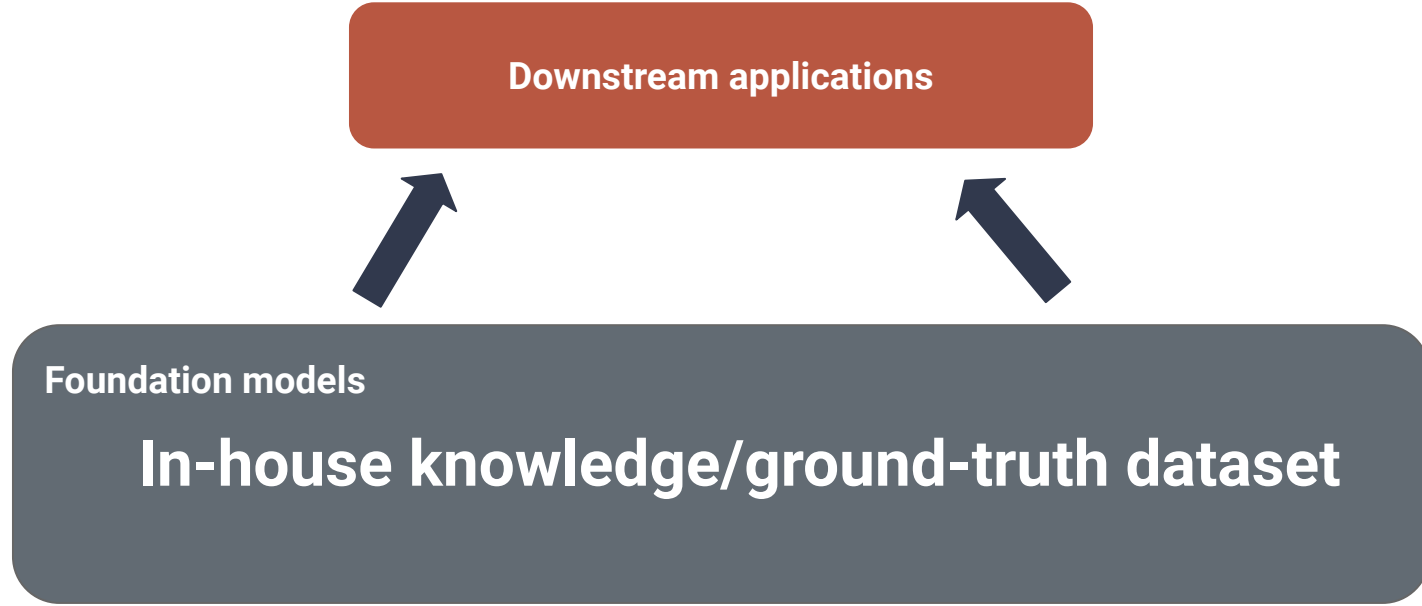 Downstream applications
Foundation models
In-house knowledge/ground-truth dataset